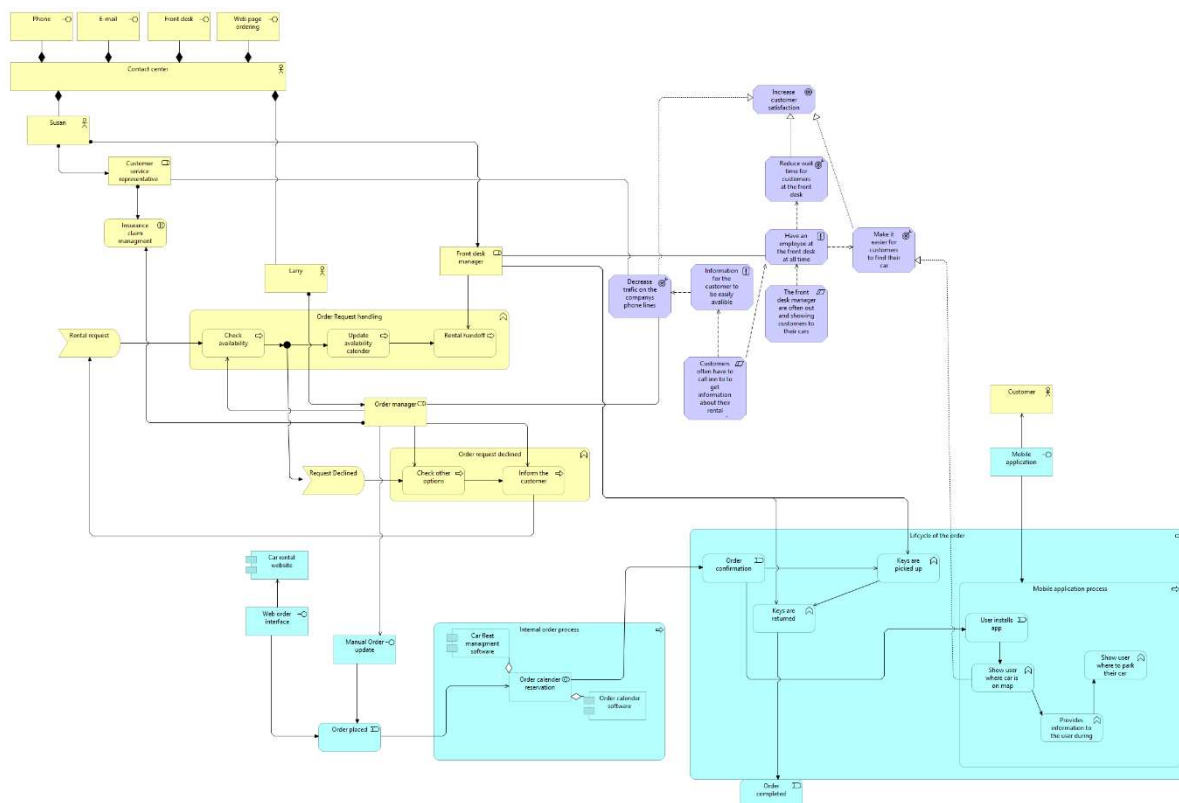 Phone
E-mail
Front desk
Web page
ordering
Contact center
Susan
Customer
service
representative
Insurance
claim
managment
Larry
Front desk
manager
Increase
customer
satisfaction
Reduce wait
time for
customers
at the front
desk
Have an
employee at
the front desk
at all time
Make it
easier for
customers
to find their
car
Decrease
trafic on the
companys
phone lines
Information
for the
customer to
be easily
avalible
The front
desk manager
are often out
and showing
customers to
their cars
Customers
often have to
call inn to to
get
information
about their
rental
Order Request handling
Rental request
Check
availability
Update
avalability
calender
Rental handoff
Order manager
Order request declined
Request Declined
Check other
options
Inform the
customer
Customer
Mobile
application
Car rental
website
Web order
interface
Manual Order
update
Order placed
Internal order process
Car fleet
managment
software
Order calender
reservation
Order calender
software
Lifcycle of the order
Order
confirmation
Keys are
picked up
Keys are
returned
Mobile application process
User installs
app
Show user
where car is
on map
Show user
where to park
their car
Provides
information to
the user during
Order
completed